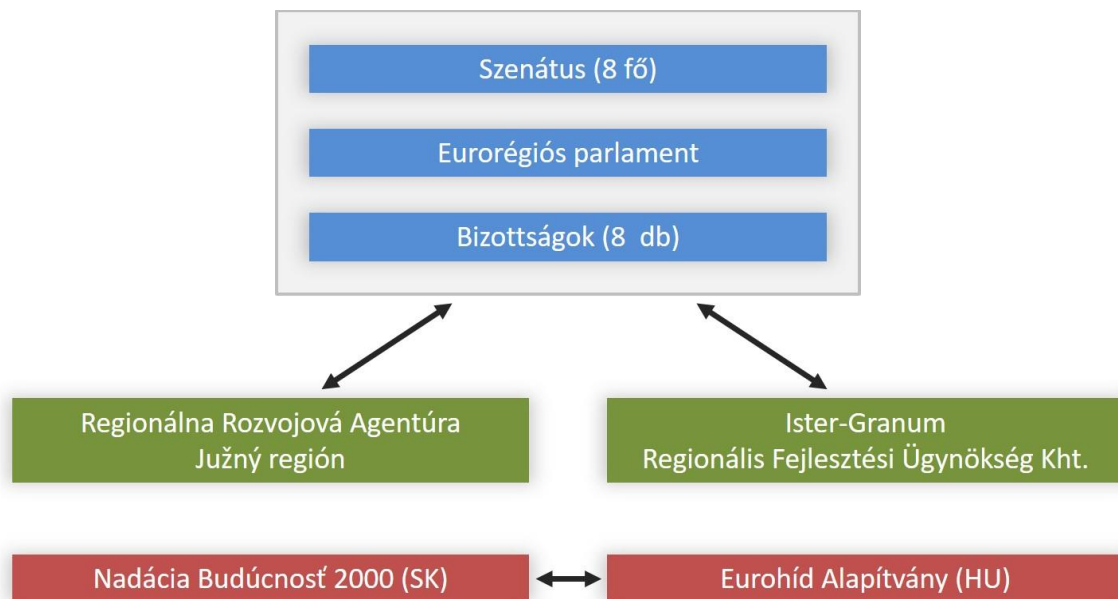 Szenátus (8 fő)
Eurorégiós parlament
Bizottságok (8 db)
Regionálna Rozvojová Agentúra
Južný región
Ister-Granum
Regionális Fejlesztési Ügynökség Kht.
Nadácia Budúcnosť 2000 (SK)
Eurohíd Alapítvány (HU)